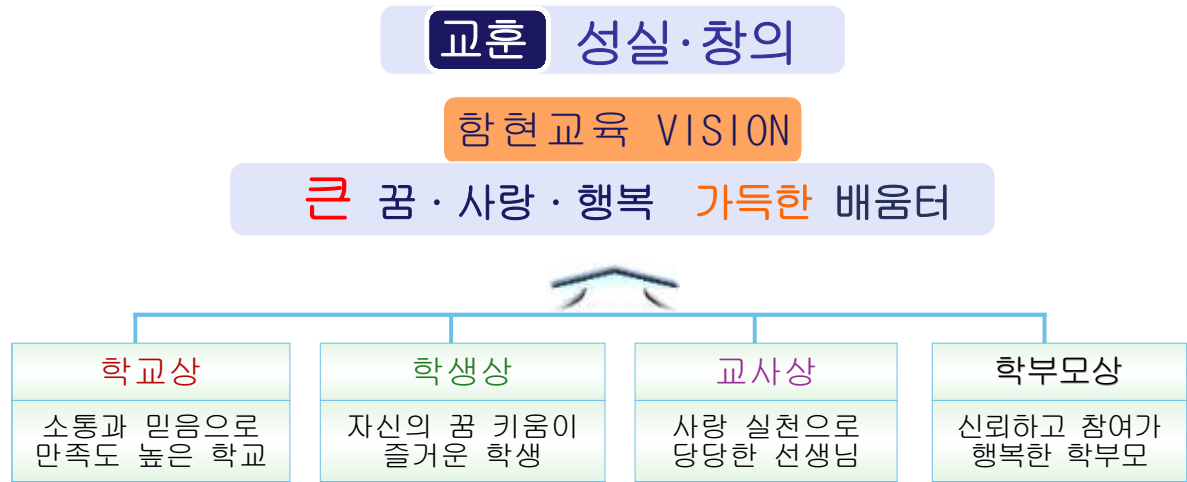 교훈 성실·창의
함현교육 VISION
큰 꿈·사랑·행복 가득한 배움터
학교상
소통과 믿음으로
만족도 높은 학교
학생상
자신의 꿈 키움이
즐거운 학생
교사상
사랑 실천으로
당당한 선생님
학부모상
신뢰하고 참여가
행복한 학부모